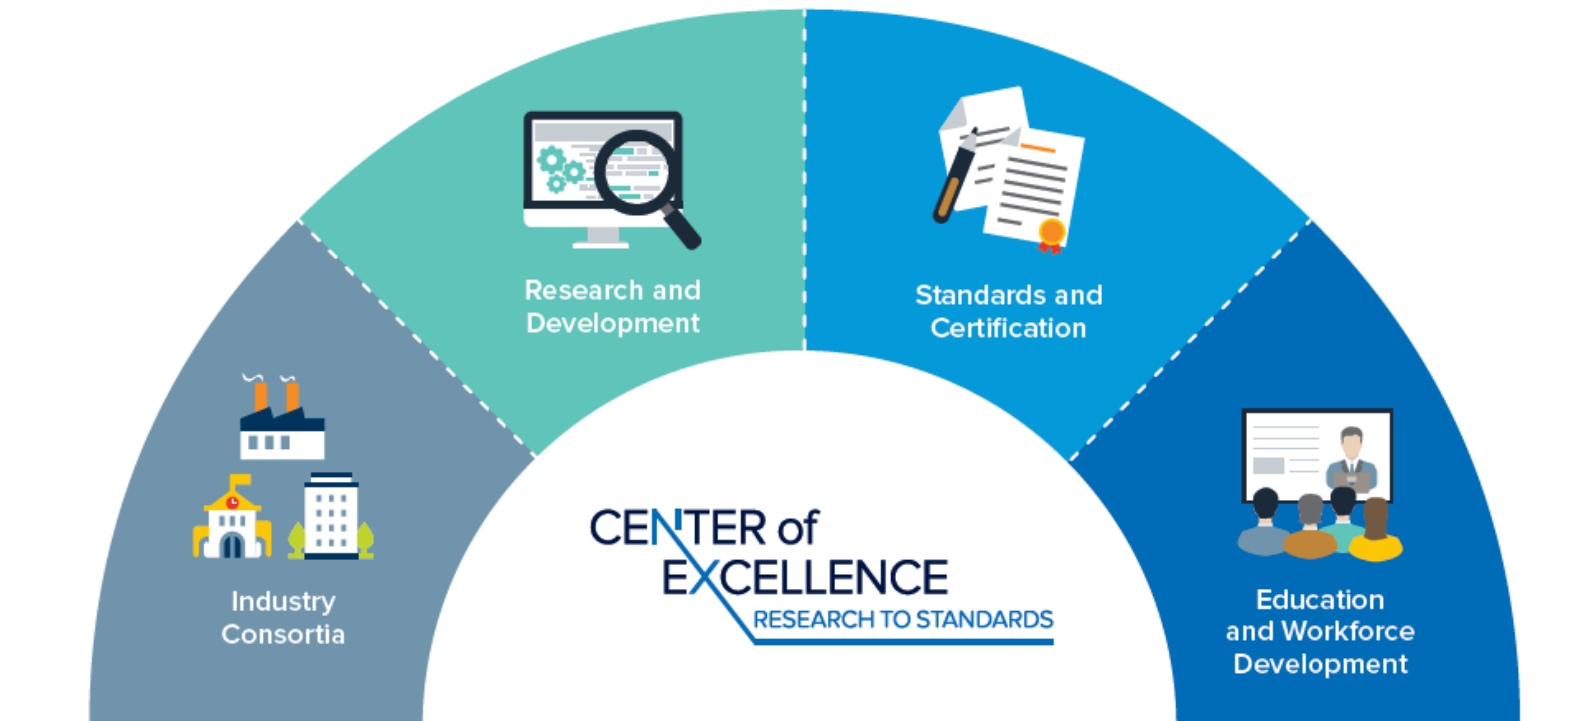 Research and
Development
Standards and
Certification
Industry
Consortia
CENTER of
EXCELLENCE
RESEARCH TO STANDARDS
Education
and Workforce
Development